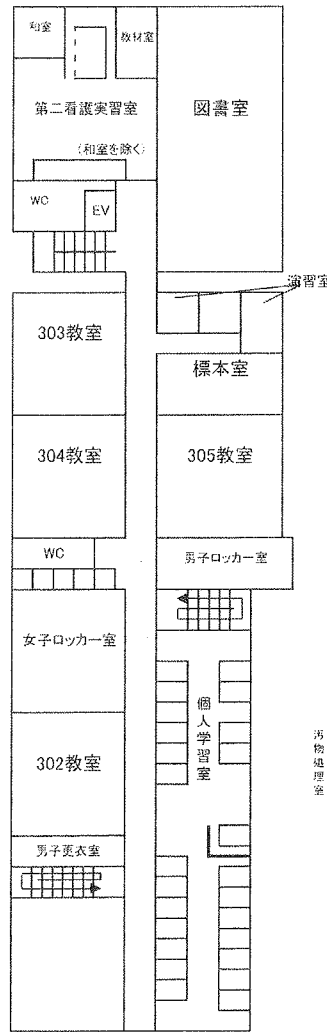 和室
教材室
第二看護実習室
図書室
(和室を除く)
WC
EV
演習室
303教室
標本室
304教室
305教室
WC
男子ロッカー室
女子ロッカー室
個人学習室
302教室
汚物処理室
男子更衣室